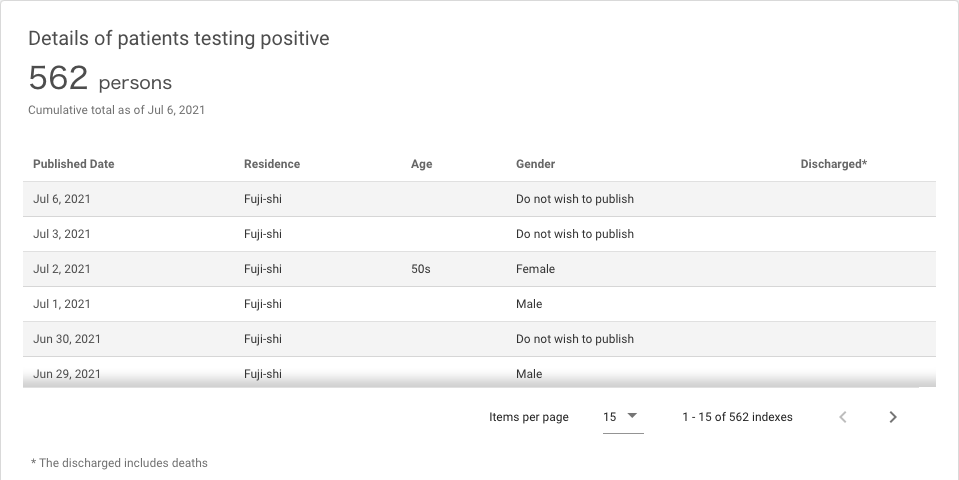 Details of patients testing positive
562 persons
Cumulative total as of Jul 6, 2021
Published Date Residence Age Gender Discharged*
Jul 6, 2021 Fuji-shi Do not wish to publish
Jul 3, 2021 Fuji-shi Do not wish to publish
Jul 2, 2021 Fuji-shi 50s Female
Jul 1, 2021 Fuji-shi Male
Jun 30, 2021 Fuji-shi Do not wish to publish
Jun 29, 2021 Fuji-shi Male
Items per page 15 1 - 15 of 562 indexes
* The discharged includes deaths